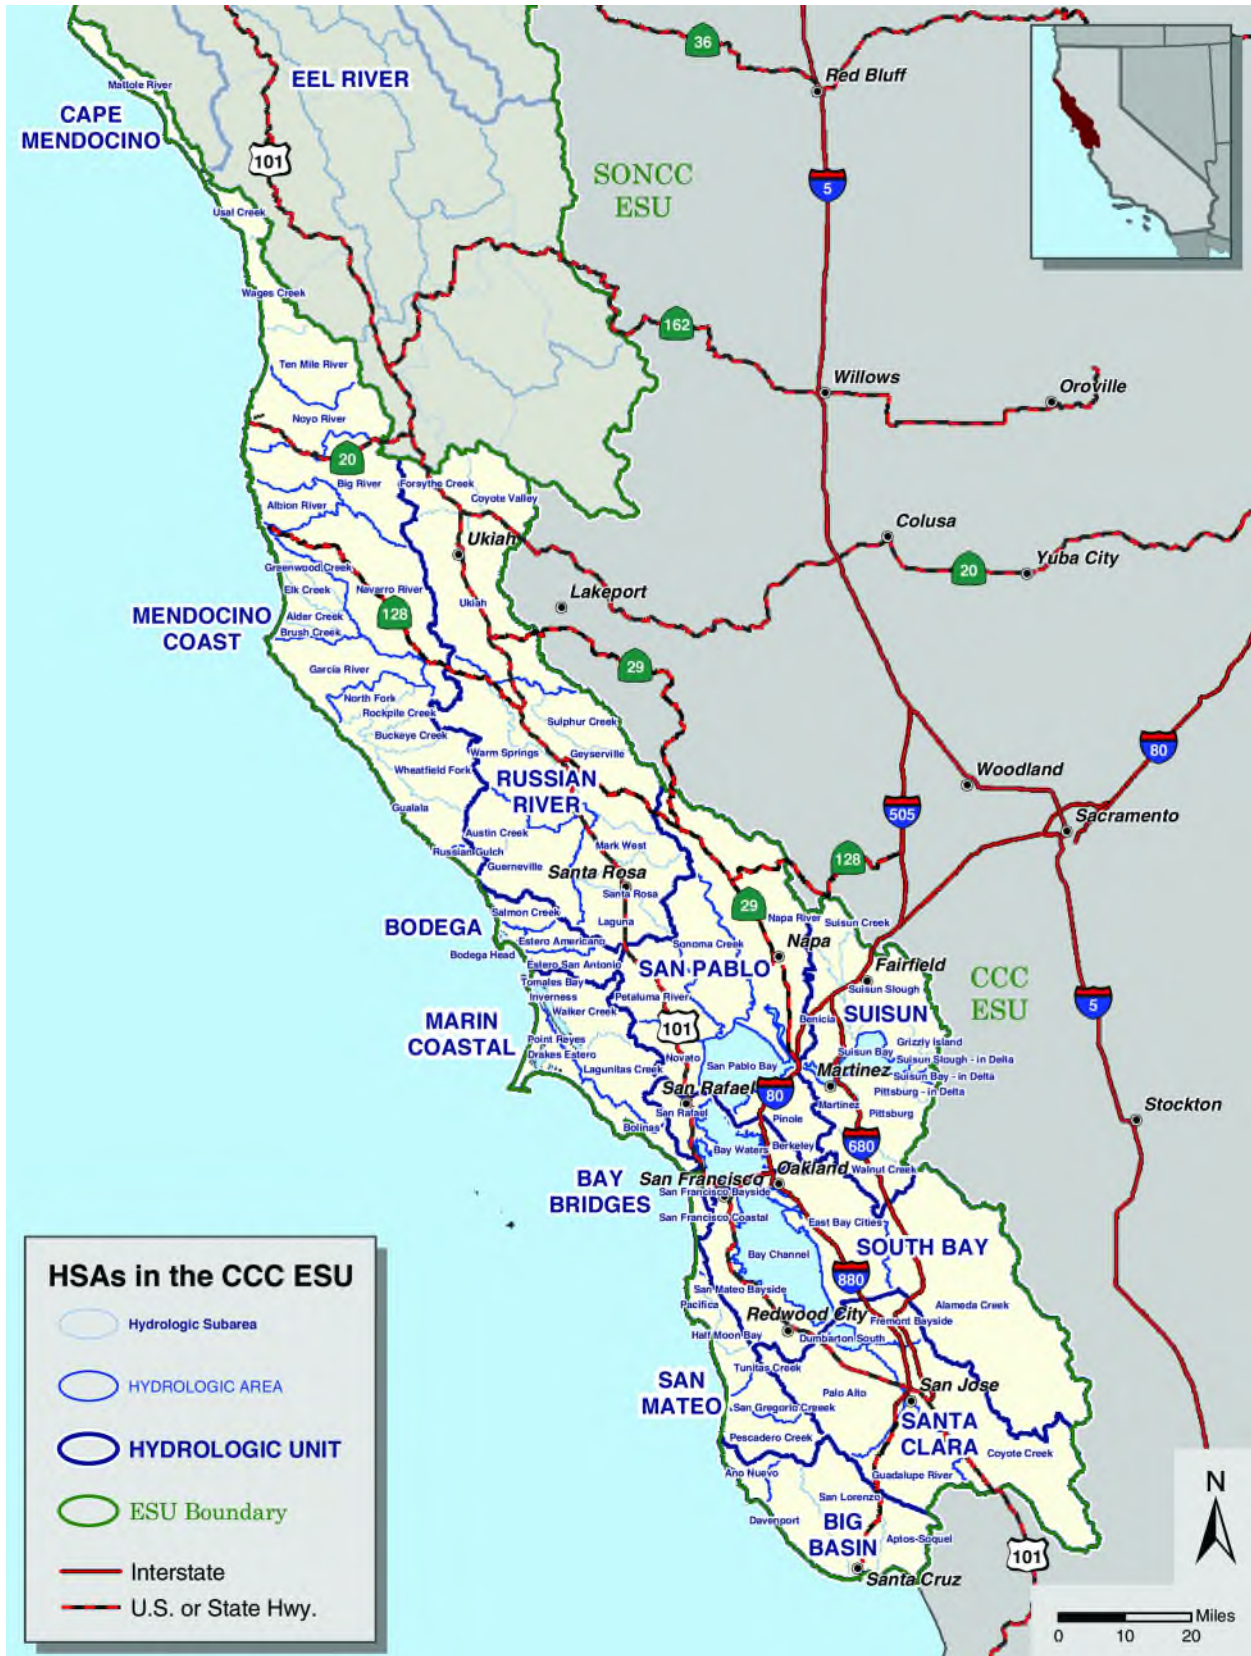 36
Red Bluff
Mattole River
EEL RIVER
CAPE
MENDOCINO
101
SONCC
ESU
5
Usal Creek
Wages Creek
162
Ten Mile River
Willows
Oroville
Noyo River
20
Big River
Forsythe Creek
Coyote Valley
Albion River
Colusa
Ukiah
Yuba City
20
Greenwood Creek
Elk Creek
Navarro River
Lakeport
Ukiah
MENDOCINO
COAST
128
Alder Creek
Brush Creek
29
Garcia River
North Fork
Rockpile Creek
Sulphur Creek
Buckeye Creek
80
Warm Springs
Geyserville
Wheatfield Fork
RUSSIAN
RIVER
Woodland
Gualala
505
Sacramento
Austin Creek
Mark West
Russian Gulch
Guerneville
128
Santa Rosa
Santa Rosa
29
Salmon Creek
Laguna
Napa River
Suisun Creek
BODEGA
Estero Americano
Sonoma Creek
Napa
Bodega Head
Estero San Antonio
SAN PABLO
Fairfield
CCC
ESU
Tomales Bay
Suisun Slough
Inverness
Petaluma River
5
Walker Creek
SUISUN
MARIN
COASTAL
101
Benicia
Point Reyes
Grizzly Island
Drakes Estero
Novato
Suisun Bay
Suisun Slough - in Delta
Lagunitas Creek
San Pablo Bay
Martinez
Suisun Bay - in Delta
San Rafael
80
Pittsburg - in Delta
San Rafael
Martinez
Pittsburg
Stockton
Pinole
Bolinas
Bay Waters
Berkeley
680
BAY
BRIDGES
San Francisco
Oakland
Walnut Creek
San Francisco Bayside
San Francisco Coastal
East Bay Cities
Bay Channel
SOUTH BAY
880
San Mateo Bayside
Pacifica
Alameda Creek
Redwood City
Fremont Bayside
Half Moon Bay
Dumbarton South
Tunitas Creek
SAN
MATEO
Palo Alto
San Jose
San Gregorio Creeek
SANTA
CLARA
Pescadero Creek
Coyote Creek
Ano Nuevo
Guadalupe River
San Lorenzo
Davenport
BIG
BASIN
Aptos-Soquel
101
Santa Cruz
HSAs in the CCC ESU
Hydrologic Subarea
HYDROLOGIC AREA
HYDROLOGIC UNIT
ESU Boundary
Interstate
U.S. or State Hwy.
N
Miles
0 10 20